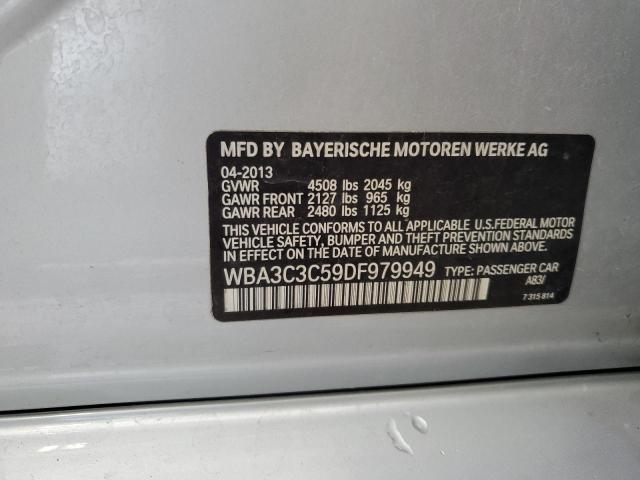 MFD BY BAYERISCHE MOTOREN WERKE AG
04-2013
GVWR 4508 lbs 2045 kg
GAWR FRONT 2127 lbs 965 kg
GAWR REAR 2480 lbs 1125 kg
THIS VEHICLE CONFORMS TO ALL APPLICABLE U.S.FEDERAL MOTOR
VEHICLE SAFETY, BUMPER AND THEFT PREVENTION STANDARDS
IN EFFECT ON THE DATE OF MANUFACTURE SHOWN ABOVE.
WBA3C3C59DF979949 TYPE: PASSENGER CAR
A83/
7 315 814